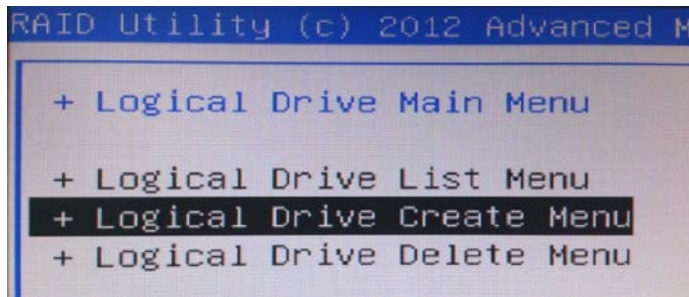 RAID Utility (c) 2012 Advanced
+ Logical Drive Main Menu
+ Logical Drive List Menu
+ Logical Drive Create Menu
+ Logical Drive Delete Menu